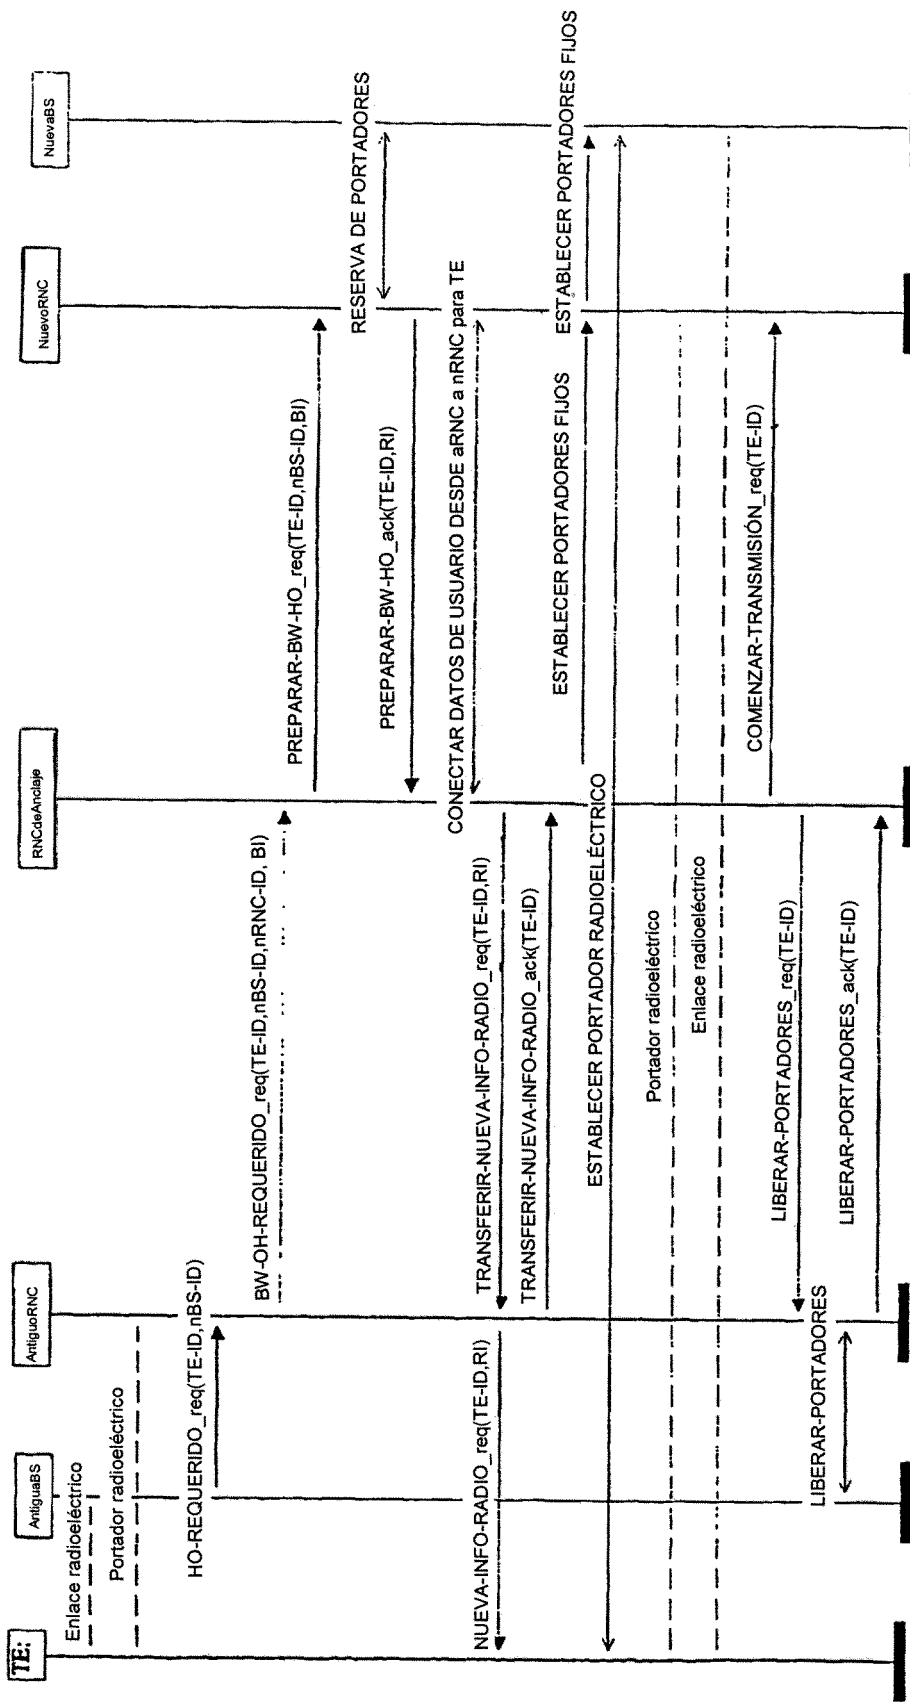 TE:
AntiguaBS
AntiguoRNC
RNCdeAnclaje
NuevoRNC
NuevaBS
Enlace radioeléctrico
Portador radioeléctrico
HO-REQUERIDO_req(TE-ID,nBS-ID)
BW-OH-REQUERIDO_req(TE-ID,nBS-ID,nRNC-ID, BI)
PREPARAR-BW-HO_req(TE-ID,nBS-ID,BI)
RESERVA DE PORTADORES
PREPARAR-BW-HO_ack(TE-ID,RI)
CONECTAR DATOS DE USUARIO DESDE aRNC a nRNC para TE
TRANSFERIR-NUEVA-INFO-RADIO_req(TE-ID,RI)
NUEVA-INFO-RADIO_req(TE-ID,RI)
TRANSFERIR-NUEVA-INFO-RADIO_ack(TE-ID)
ESTABLECER PORTADORES FIJOS
ESTABLECER PORTADORES FIJOS
ESTABLECER PORTADOR RADIOELÉCTRICO
Portador radioeléctrico
Enlace radioeléctrico
COMENZAR-TRANSMISIÓN_req(TE-ID)
LIBERAR-PORTADORES_req(TE-ID)
LIBERAR-PORTADORES
LIBERAR-PORTADORES_ack(TE-ID)